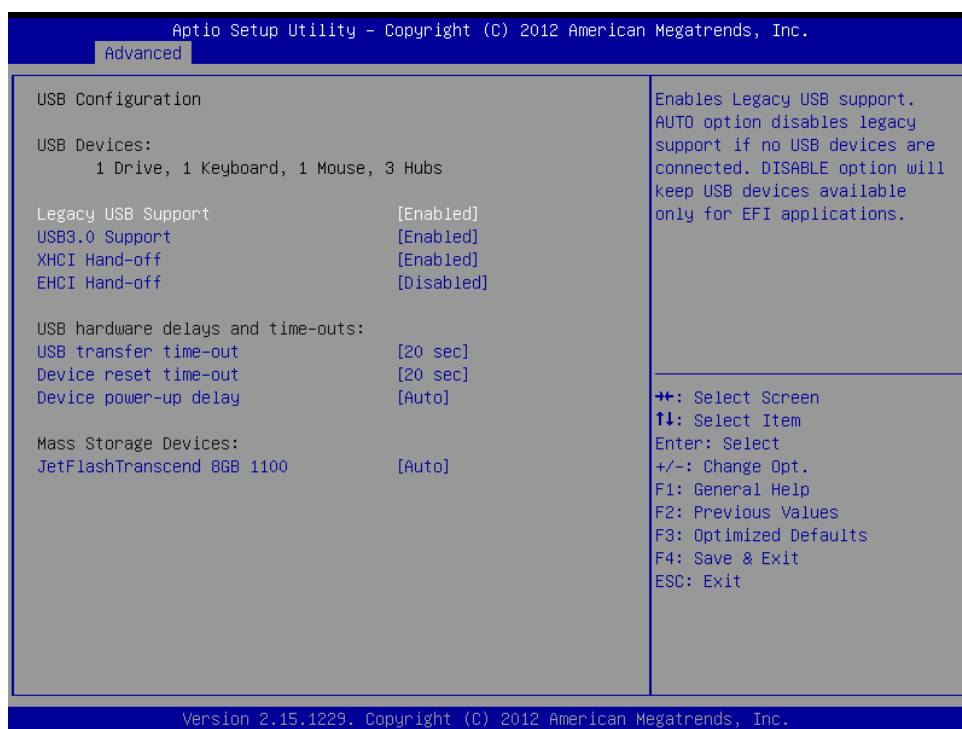 Aptio Setup Utility – Copyright (C) 2012 American Megatrends, Inc.
Advanced
USB Configuration
USB Devices:
1 Drive, 1 Keyboard, 1 Mouse, 3 Hubs
Legacy USB Support [Enabled]
USB3.0 Support [Enabled]
XHCI Hand-off [Enabled]
EHCI Hand-off [Disabled]
USB hardware delays and time-outs:
USB transfer time-out [20 sec]
Device reset time-out [20 sec]
Device power-up delay [Auto]
Mass Storage Devices:
JetFlashTranscend 8GB 1100 [Auto]
Enables Legacy USB support.
AUTO option disables legacy
support if no USB devices are
connected. DISABLE option will
keep USB devices available
only for EFI applications.
→←: Select Screen
↑↓: Select Item
Enter: Select
+/-: Change Opt.
F1: General Help
F2: Previous Values
F3: Optimized Defaults
F4: Save & Exit
ESC: Exit
Version 2.15.1229. Copyright (C) 2012 American Megatrends, Inc.